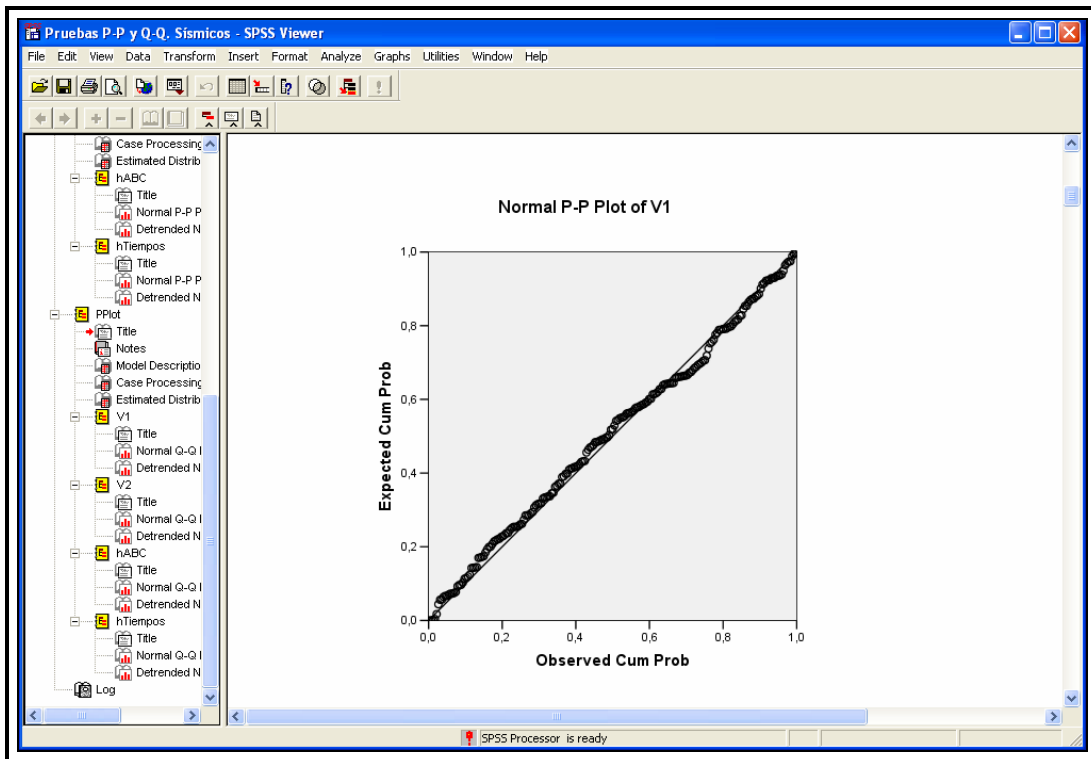 Pruebas P-P y Q-Q. Sísmicos - SPSS Viewer
File Edit View Data Transform Insert Format Analyze Graphs Utilities Window Help
Case Processing
Estimated Distrib
hABC
Title
Normal P-P P
Detrended N
hTiempos
Title
Normal P-P P
Detrended N
PPlot
Title
Notes
Model Descriptio
Case Processing
Estimated Distrib
V1
Title
Normal Q-Q
Detrended N
V2
Title
Normal Q-Q
Detrended N
hABC
Title
Normal Q-Q
Detrended N
hTiempos
Title
Normal Q-Q
Detrended N
Log
Normal P-P Plot of V1
1,0
0,8
0,6
0,4
0,2
0,0
Expected Cum Prob
0,0 0,2 0,4 0,6 0,8 1,0
Observed Cum Prob
SPSS Processor is ready